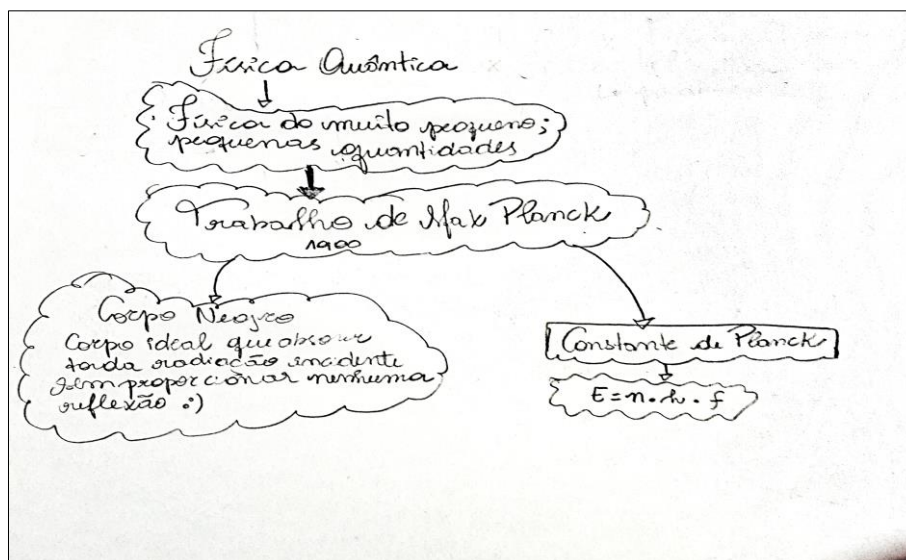 Física Quântica
Física do muito pequeno;
pequenas quantidades
Trabalho de Max Planck
1900
Corpo Negro
Corpo ideal que absorve
toda radiação incidente
sem proporcionar nenhuma
reflexão :)
Constante de Planck
E = n . h . f